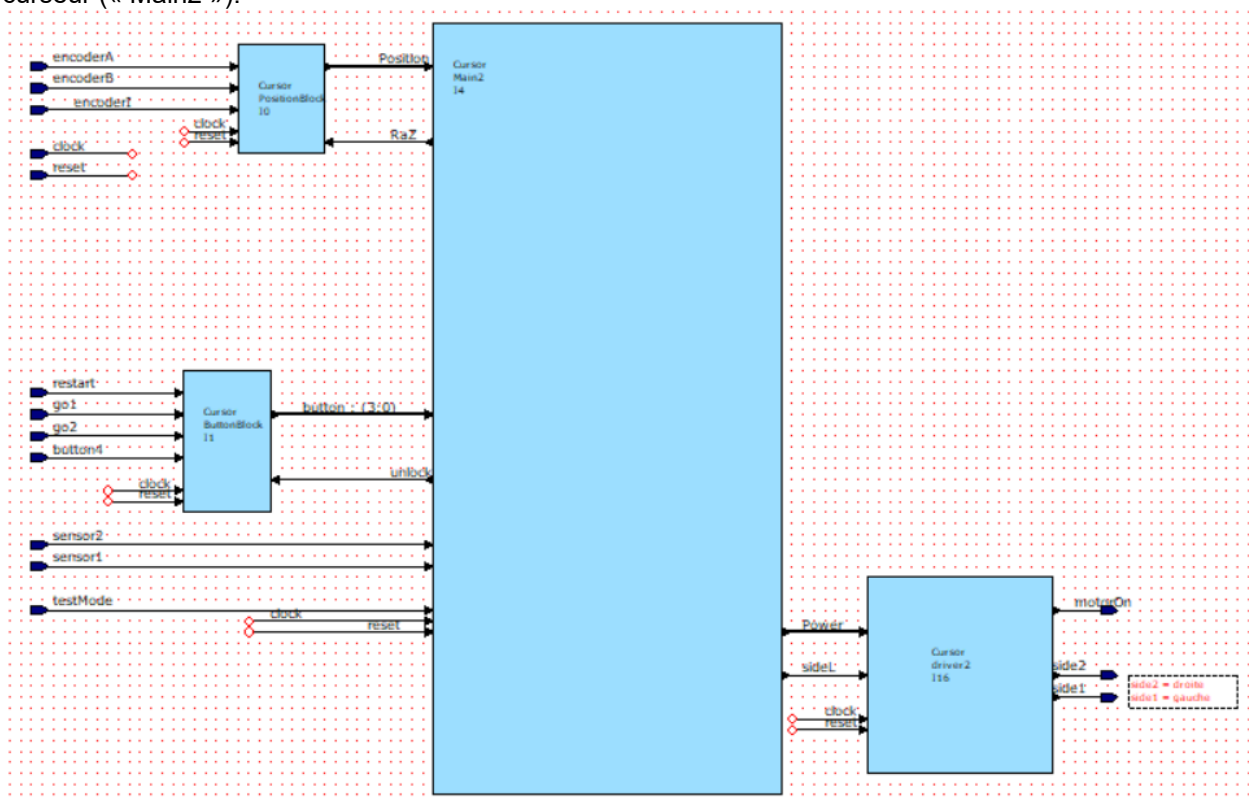 curseur (« Main2 »).
encoderA
encoderB
encoderI
clock
reset
clock
reset
Cursor
PositionBlock
I0
Position
RaZ
Cursor
Main2
I4
restart
go1
go2
button4
clock
reset
Cursor
ButtonBlock
I1
button : (3:0)
unlock
sensor2
sensor1
testMode
clock
reset
Power
sideL
clock
reset
Cursor
driver2
I16
motorOn
side2
side1
side2 = droite
side1 = gauche